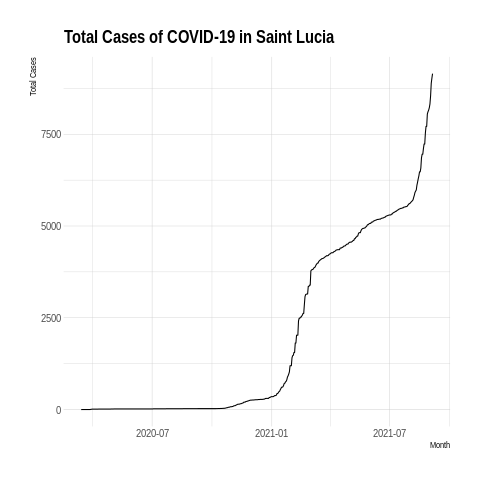 Total Cases of COVID-19 in Saint Lucia
Total Cases
7500
5000
2500
0
2020-07
2021-01
2021-07
Month